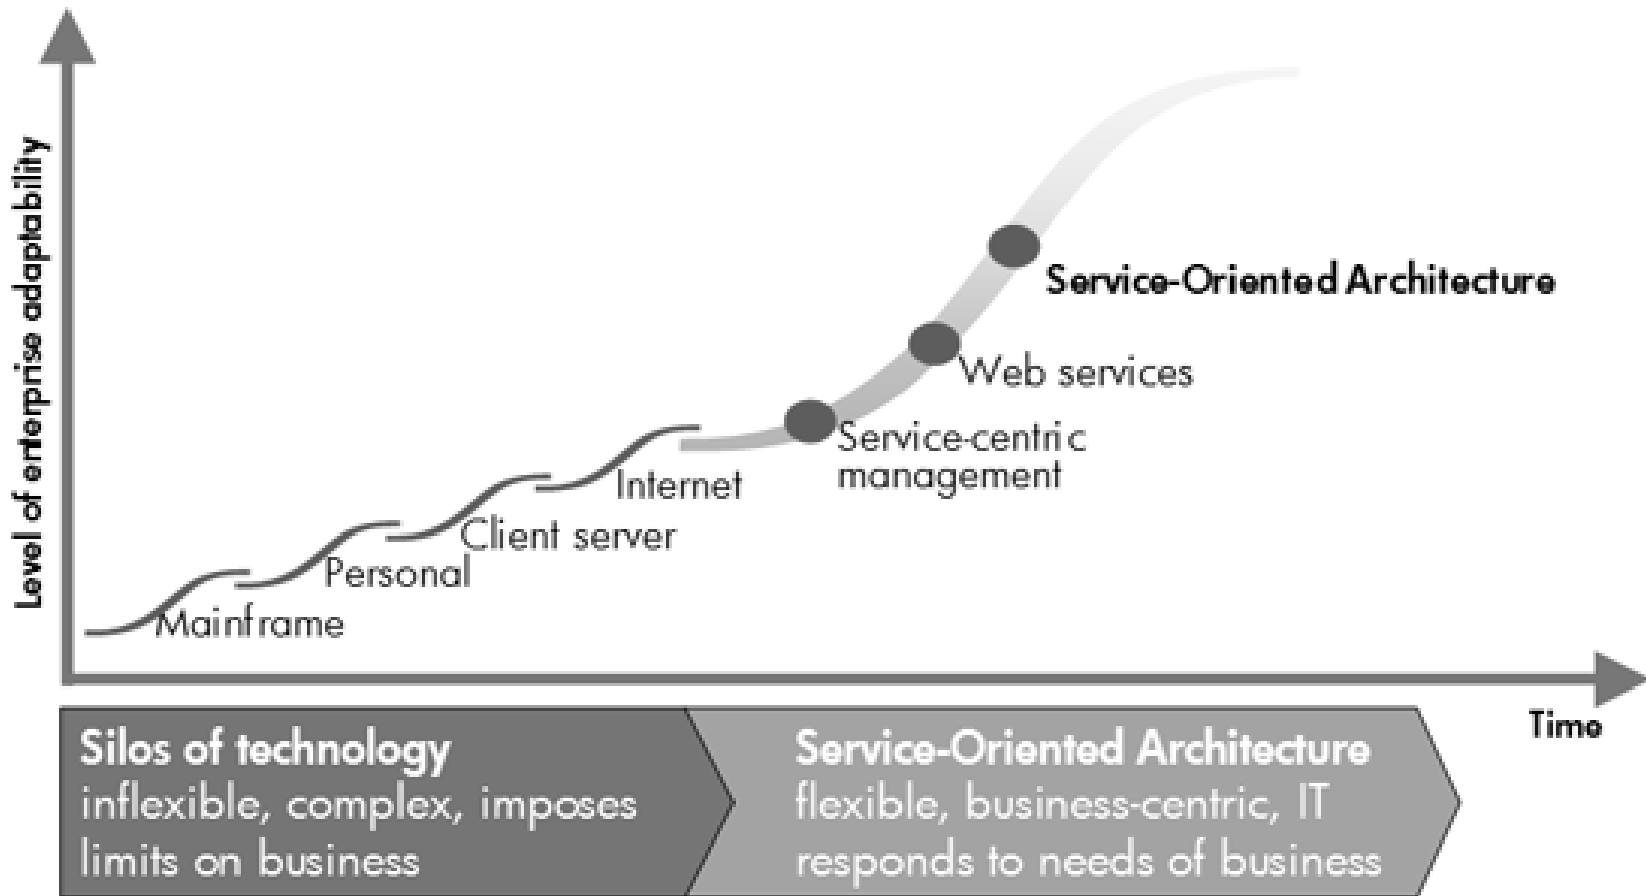 Level of enterprise adaptability
Service-Oriented Architecture
Web services
Service-centric
management
Internet
Client server
Personal
Mainframe
Time
Silos of technology
inflexible, complex, imposes
limits on business
Service-Oriented Architecture
flexible, business-centric, IT
responds to needs of business